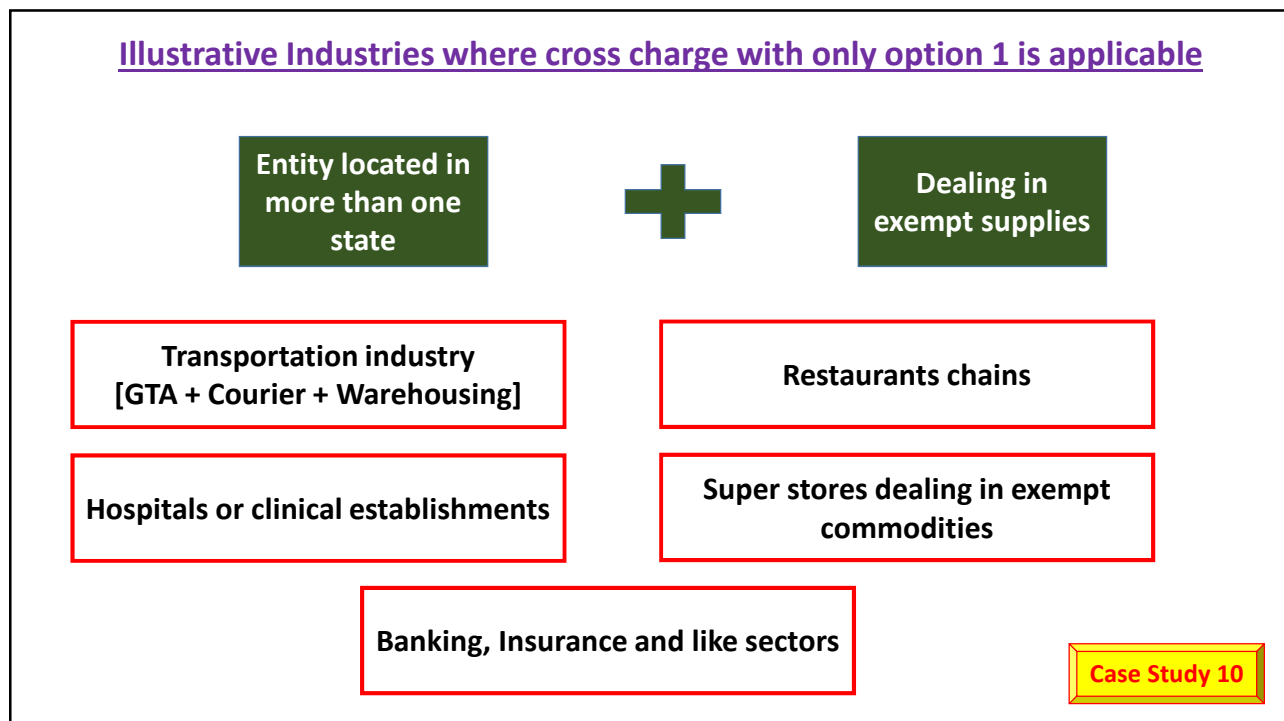 Illustrative Industries where cross charge with only option 1 is applicable
Entity located in
more than one
state
Dealing in
exempt supplies
Transportation industry
[GTA + Courier + Warehousing]
Restaurants chains
Hospitals or clinical establishments
Super stores dealing in exempt
commodities
Banking, Insurance and like sectors
Case Study 10